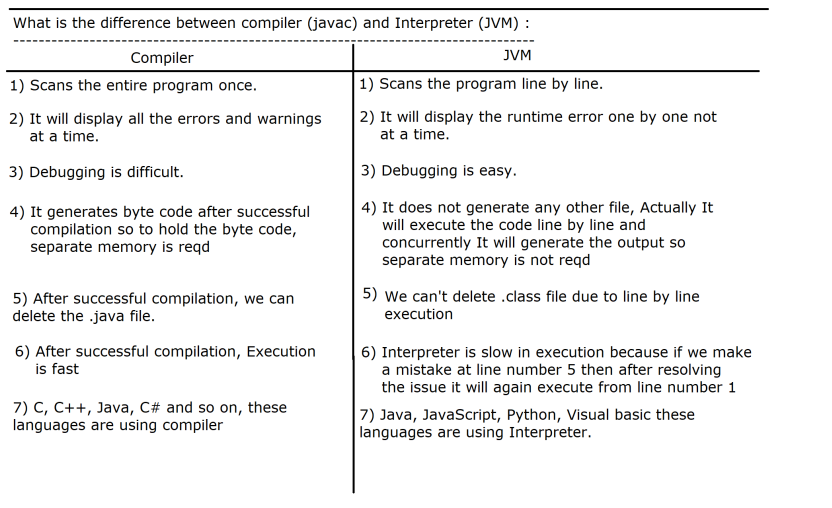 What is the difference between compiler (javac) and Interpreter (JVM) :
--------------------------------------------------------------------------------
Compiler
1) Scans the entire program once.
2) It will display all the errors and warnings
at a time.
3) Debugging is difficult.
4) It generates byte code after successful
compilation so to hold the byte code,
separate memory is reqd
5) After successful compilation, we can
delete the .java file.
6) After successful compilation, Execution
is fast
7) C, C++, Java, C# and so on, these
languages are using compiler
JVM
1) Scans the program line by line.
2) It will display the runtime error one by one not
at a time.
3) Debugging is easy.
4) It does not generate any other file, Actually It
will execute the code line by line and
concurrently It will generate the output so
separate memory is not reqd
5) We can't delete .class file due to line by line
execution
6) Interpreter is slow in execution because if we make
a mistake at line number 5 then after resolving
the issue it will again execute from line number 1
7) Java, JavaScript, Python, Visual basic these
languages are using Interpreter.